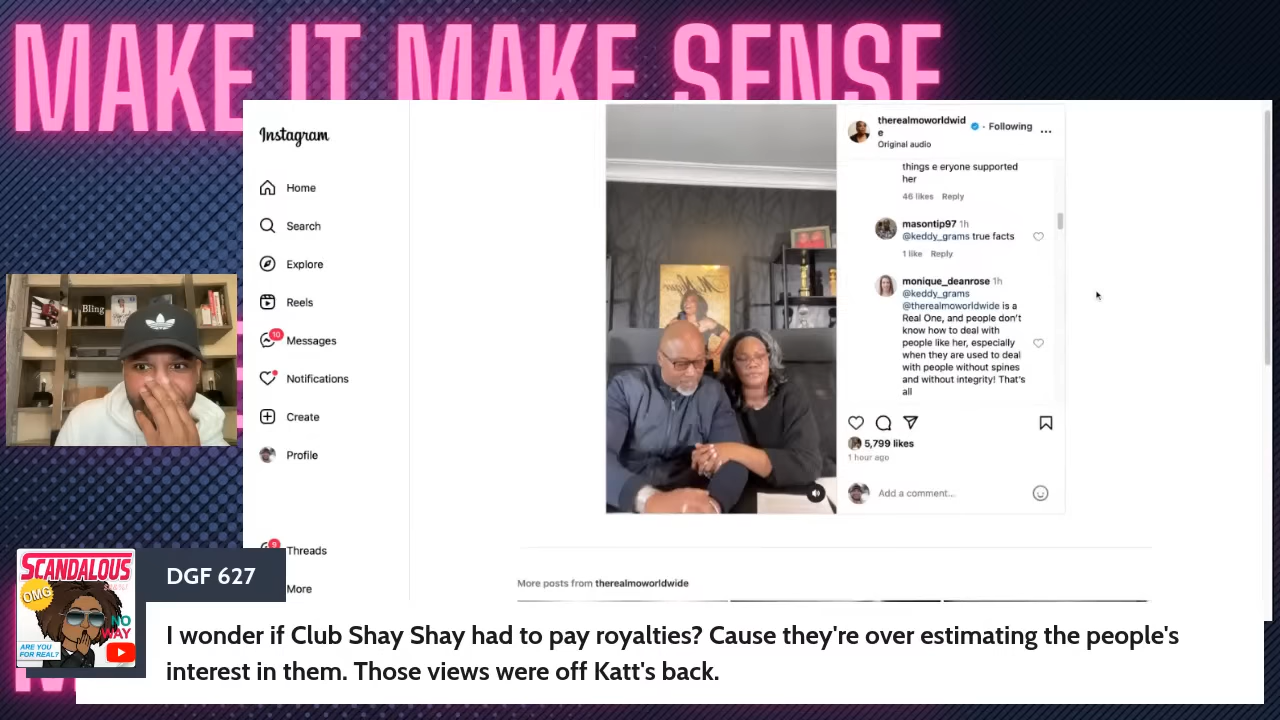 MAKE IT MAKE SENSE
Instagram
Home
Search
Explore
Reels
10
Messages
Notifications
Create
Profile
9
Threads
More
Bling
therealmoworldwid
e
· Following
...
Original audio
things e eryone supported
her
46 likes Reply
masontip97 1h
@keddy_grams true facts
1 like Reply
monique_deanrose 1h
@keddy_grams
@therealmoworldwide is a
Real One, and people don't
know how to deal with
people like her, especially
when they are used to deal
with people without spines
and without integrity! That's
all
5,799 likes
1 hour ago
Add a comment...
More posts from therealmoworldwide
SCANDALOUS
OMG
NO
WAY
ARE YOU
FOR REAL?
DGF 627
I wonder if Club Shay Shay had to pay royalties? Cause they're over estimating the people's
interest in them. Those views were off Katt's back.